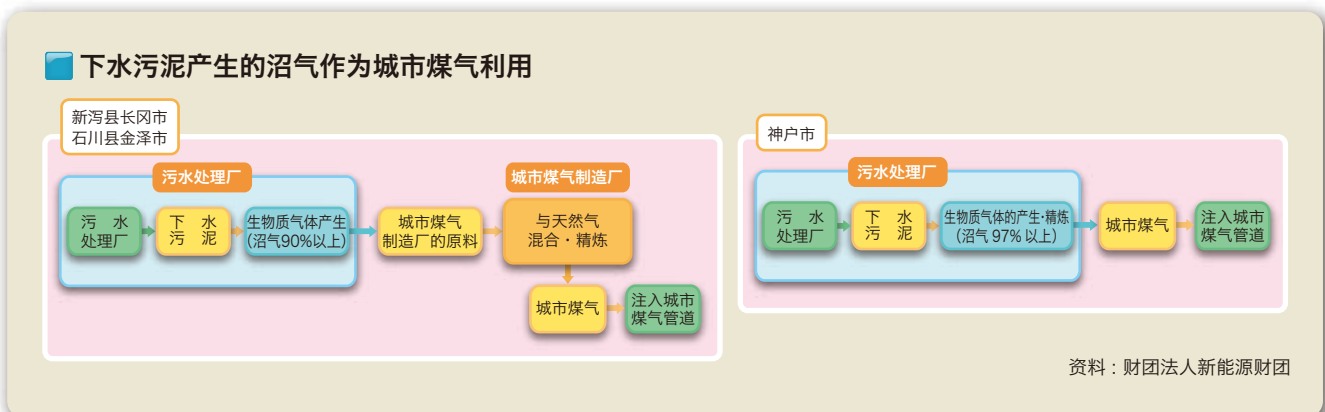 下水污泥产生的沼气作为城市煤气利用
新泻县长冈市
石川县金泽市
污水处理厂
污 水
处理厂
下 水
污 泥
生物质气体产生
(沼气90%以上)
城市煤气
制造厂的原料
城市煤气制造厂
与天然气
混合・精炼
城市煤气
注入城市
煤气管道
神户市
污水处理厂
污 水
处理厂
下 水
污 泥
生物质气体的产生・精炼
(沼气 97% 以上)
城市煤气
注入城市
煤气管道
资料：财团法人新能源财团